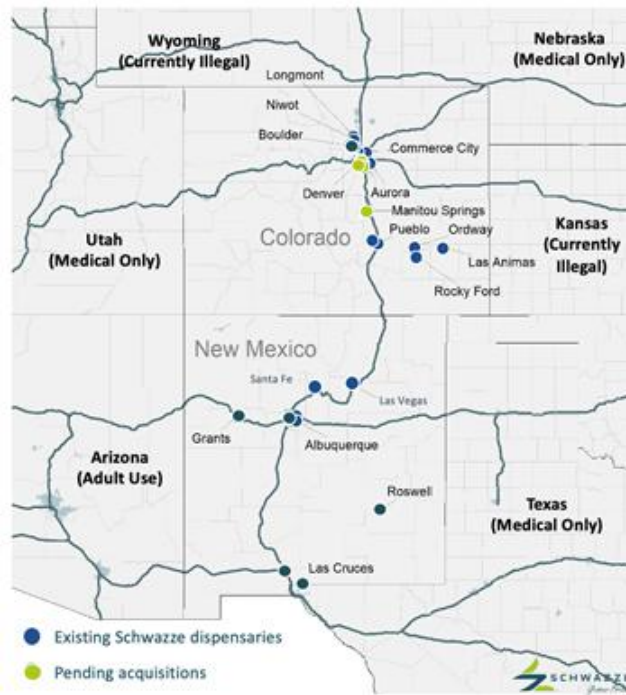 Wyoming
(Currently Illegal)
Nebraska
(Medical Only)
Longmont
Niwot
Boulder
Commerce City
Denver
Aurora
Manitou Springs
Utah
(Medical Only)
Colorado
Pueblo
Ordway
Kansas
(Currently
Illegal)
Las Animas
Rocky Ford
New Mexico
Santa Fe
Las Vegas
Grants
Albuquerque
Arizona
(Adult Use)
Roswell
Texas
(Medical Only)
Las Cruces
Existing Schwazze dispensaries
Pending acquisitions
SCHWAZZE